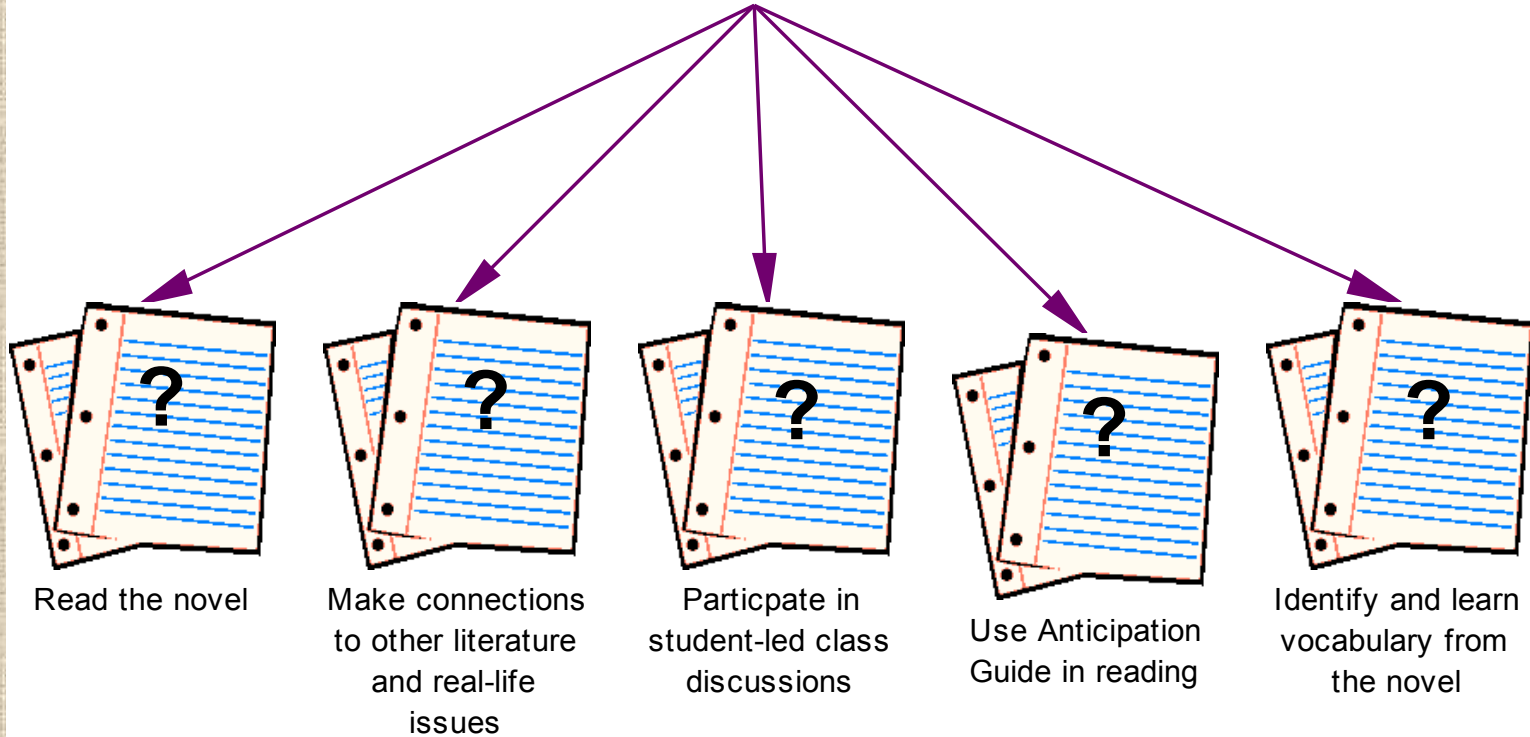 ?
?
?
?
?
Read the novel
Make connections
to other literature
and real-life
issues
Particpate in
student-led class
discussions
Use Anticipation
Guide in reading
Identify and learn
vocabulary from
the novel